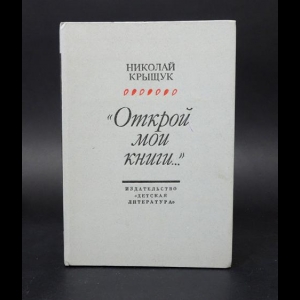 НИКОЛАЙ
КРЫЩУК
«Открой
мои
книги...»
ИЗДАТЕЛЬСТВО
«ДЕТСКАЯ
ЛИТЕРАТУРА»